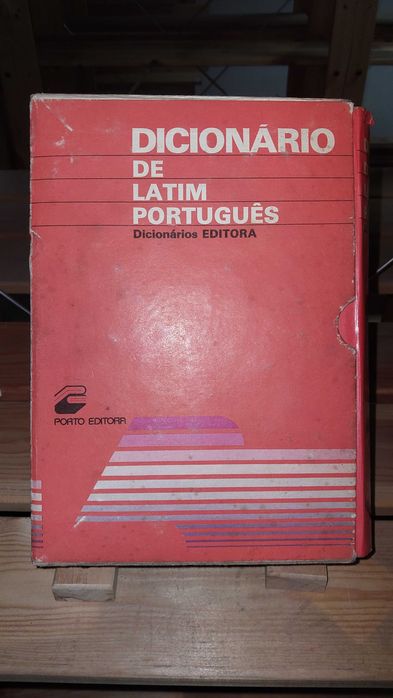 DICIONÁRIO
DE
LATIM
PORTUGUÊS
Dicionários EDITORA
PORTO EDITORA